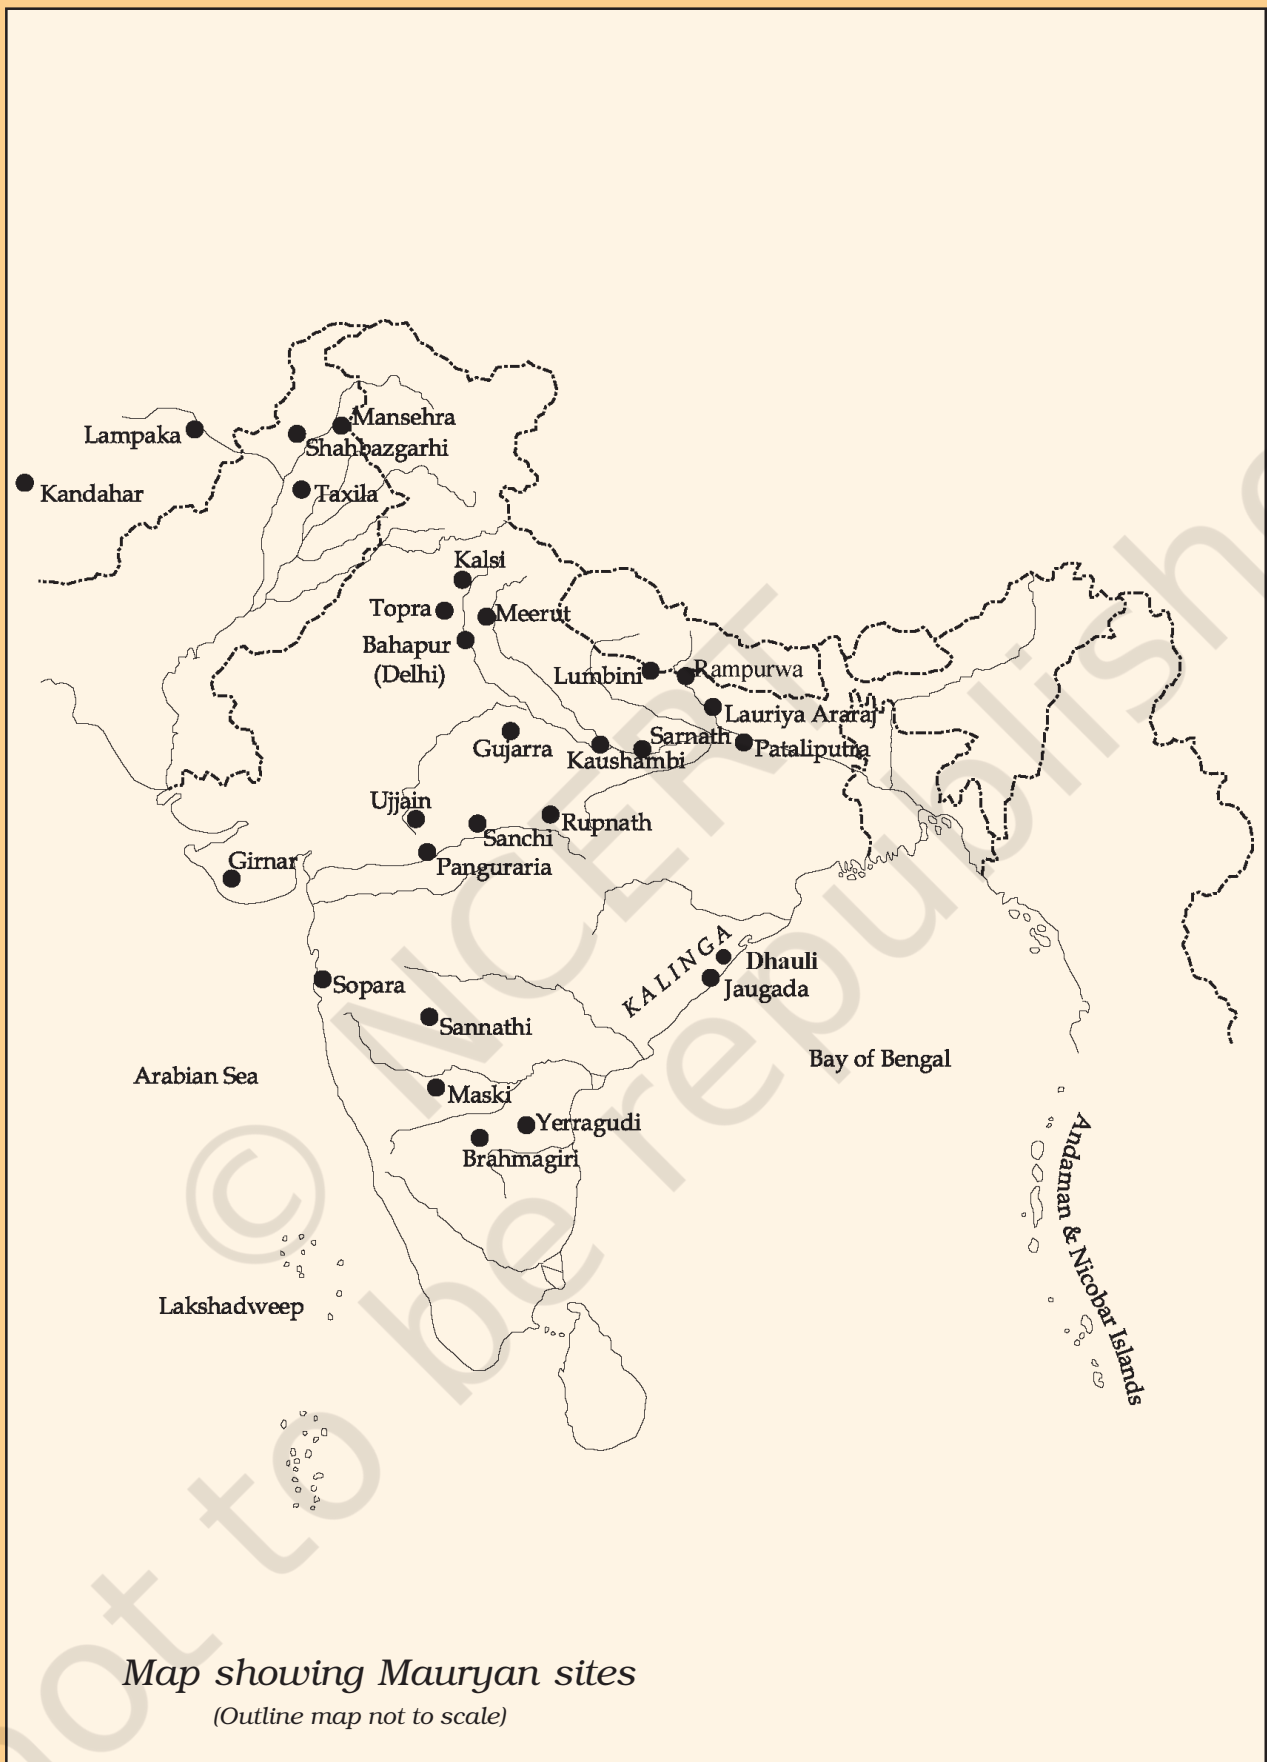 Mansehra
Lampaka
Shahbazgarhi
Kandahar
Taxila
Kalsi
Topra
Meerut
Bahapur
(Delhi)
Lumbini
Rampurwa
Lauriya Araraj
Gujarra
Sarnath
Pataliputra
Kaushambi
Ujjain
Rupnath
Sanchi
Girnar
Panguraria
KALINGA
Dhauli
Sopara
Jaugada
Sannathi
Bay of Bengal
Arabian Sea
Maski
Yerragudi
Brahmagiri
Andaman & Nicobar Islands
Lakshadweep
Map showing Mauryan sites
(Outline map not to scale)
© NCERT
not to be republished